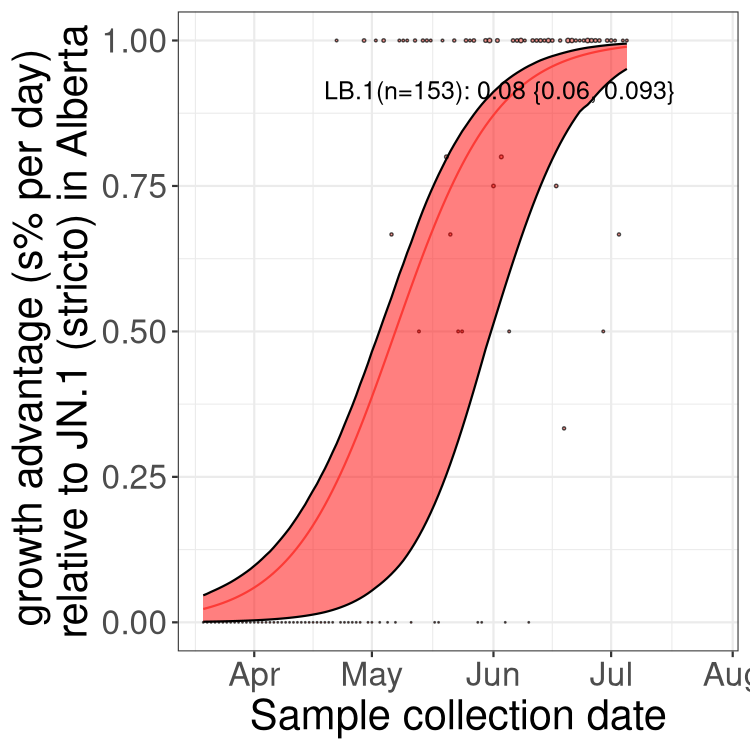 growth advantage (s% per day)
relative to JN.1 (stricto) in Alberta
1.00
0.75
0.50
0.25
0.00
LB.1(n=153): 0.08 {0.06, 0.093}
Apr May Jun Jul Aug
Sample collection date